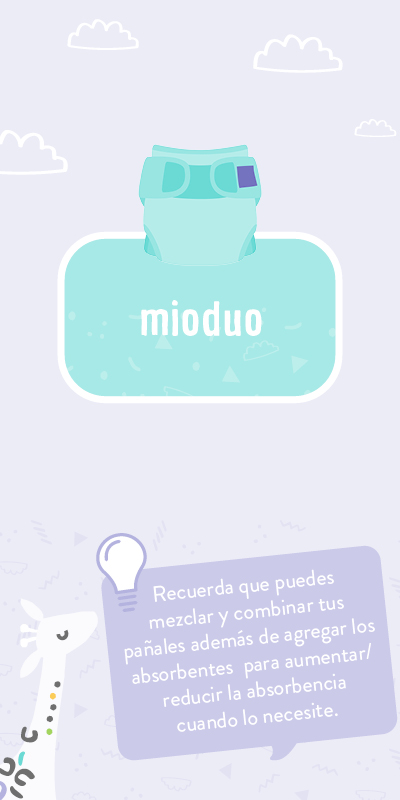 mioduo
Recuerda que puedes
mezclar y combinar tus
pañales además de agregar los
absorbentes para aumentar/
reducir la absorbencia
cuando lo necesite.